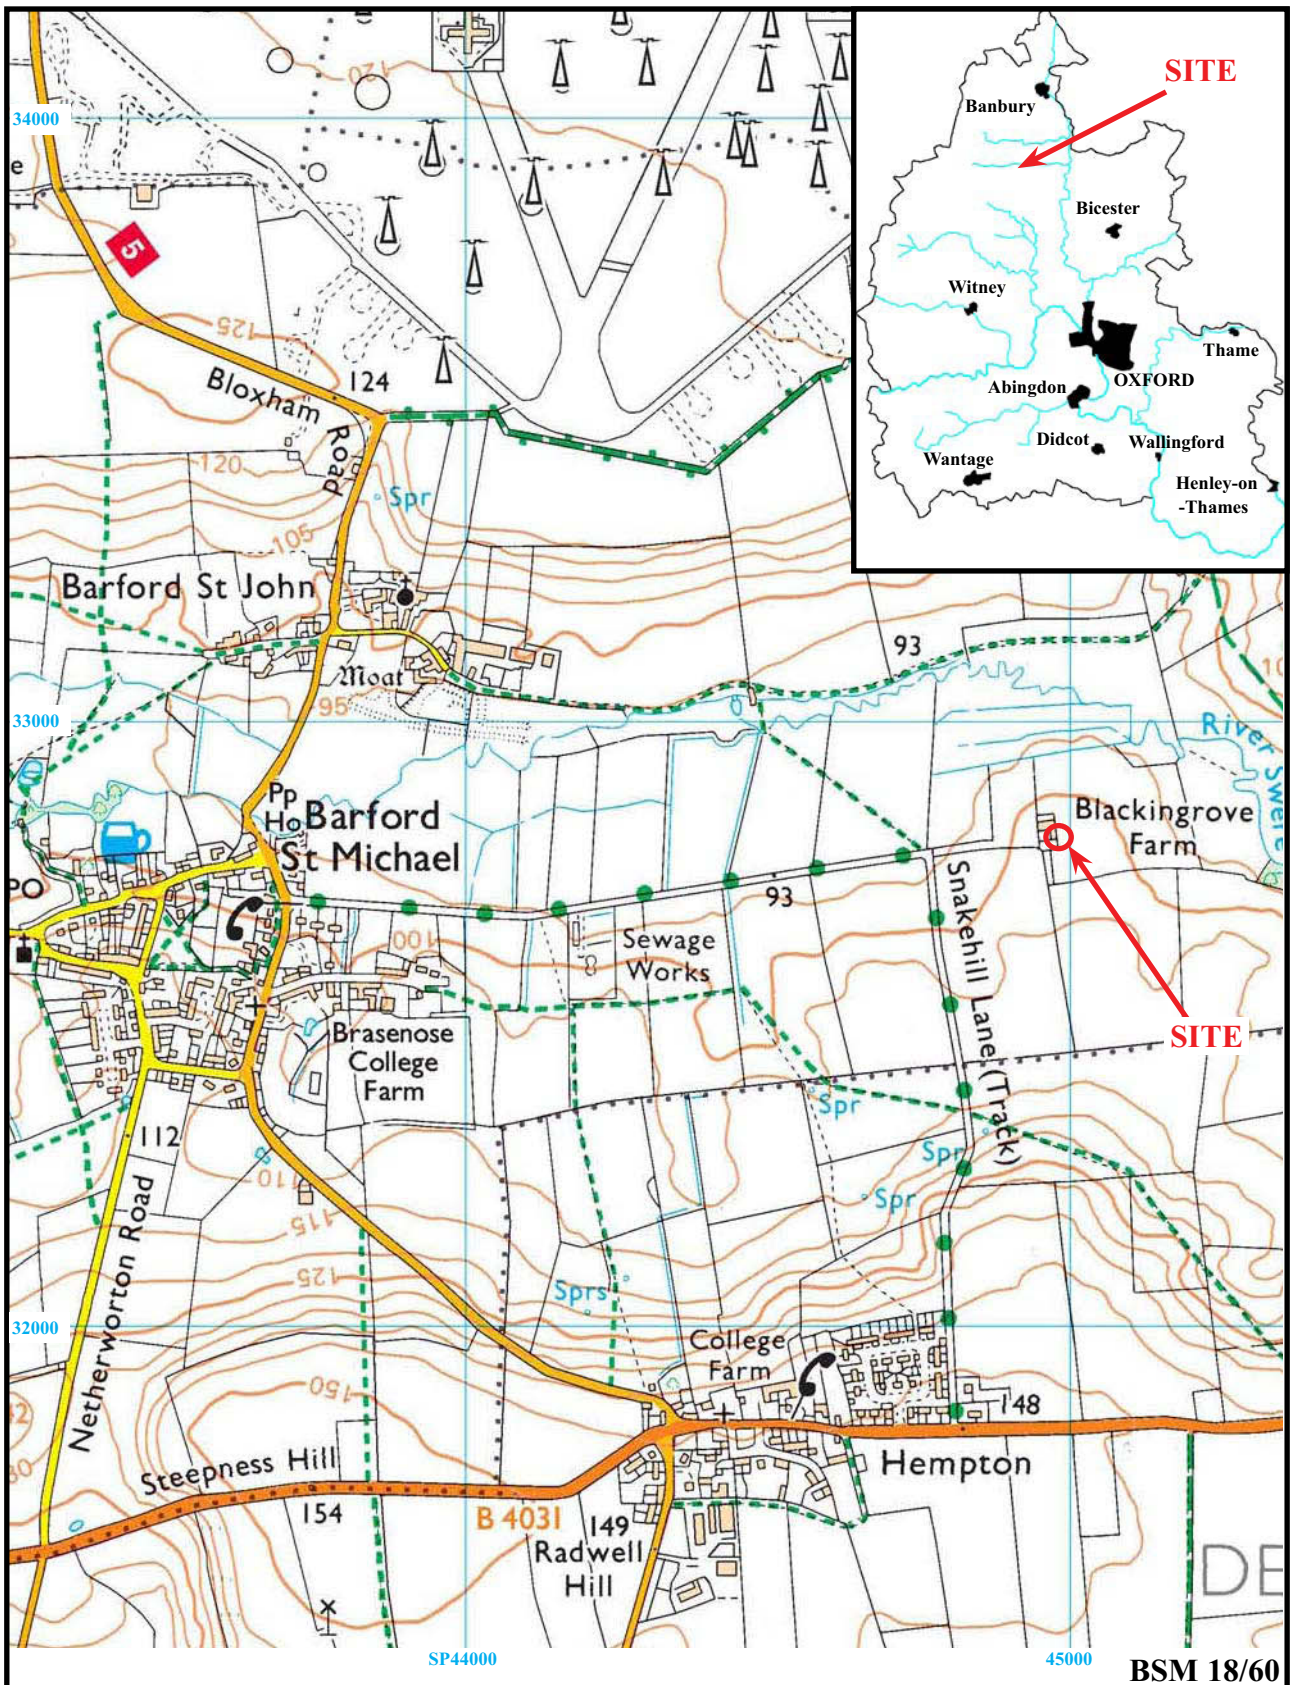 SITE
Banbury
Bicester
Witney
Thame
OXFORD
Abingdon
Didcot
Wallingford
Wantage
Henley-on
-Thames
120
34000
e
5
125
124
Bloxham
Road
120
Spr
105
Barford St John
93
Moat
95
33000
River Swere
Pp
Ho
Barford
St Michael
Blackingrove
Farm
PO
93
100
Sewage
Works
Snakehill Lane (Track)
SITE
Brasenose
College
Farm
Spr
112
Spr
110
Spr
115
Netherworton Road
125
Sprs
32000
College
Farm
150
148
Hempton
Steepness Hill
154
B 4031
149
Radwell
Hill
DE
SP44000
45000
BSM 18/60